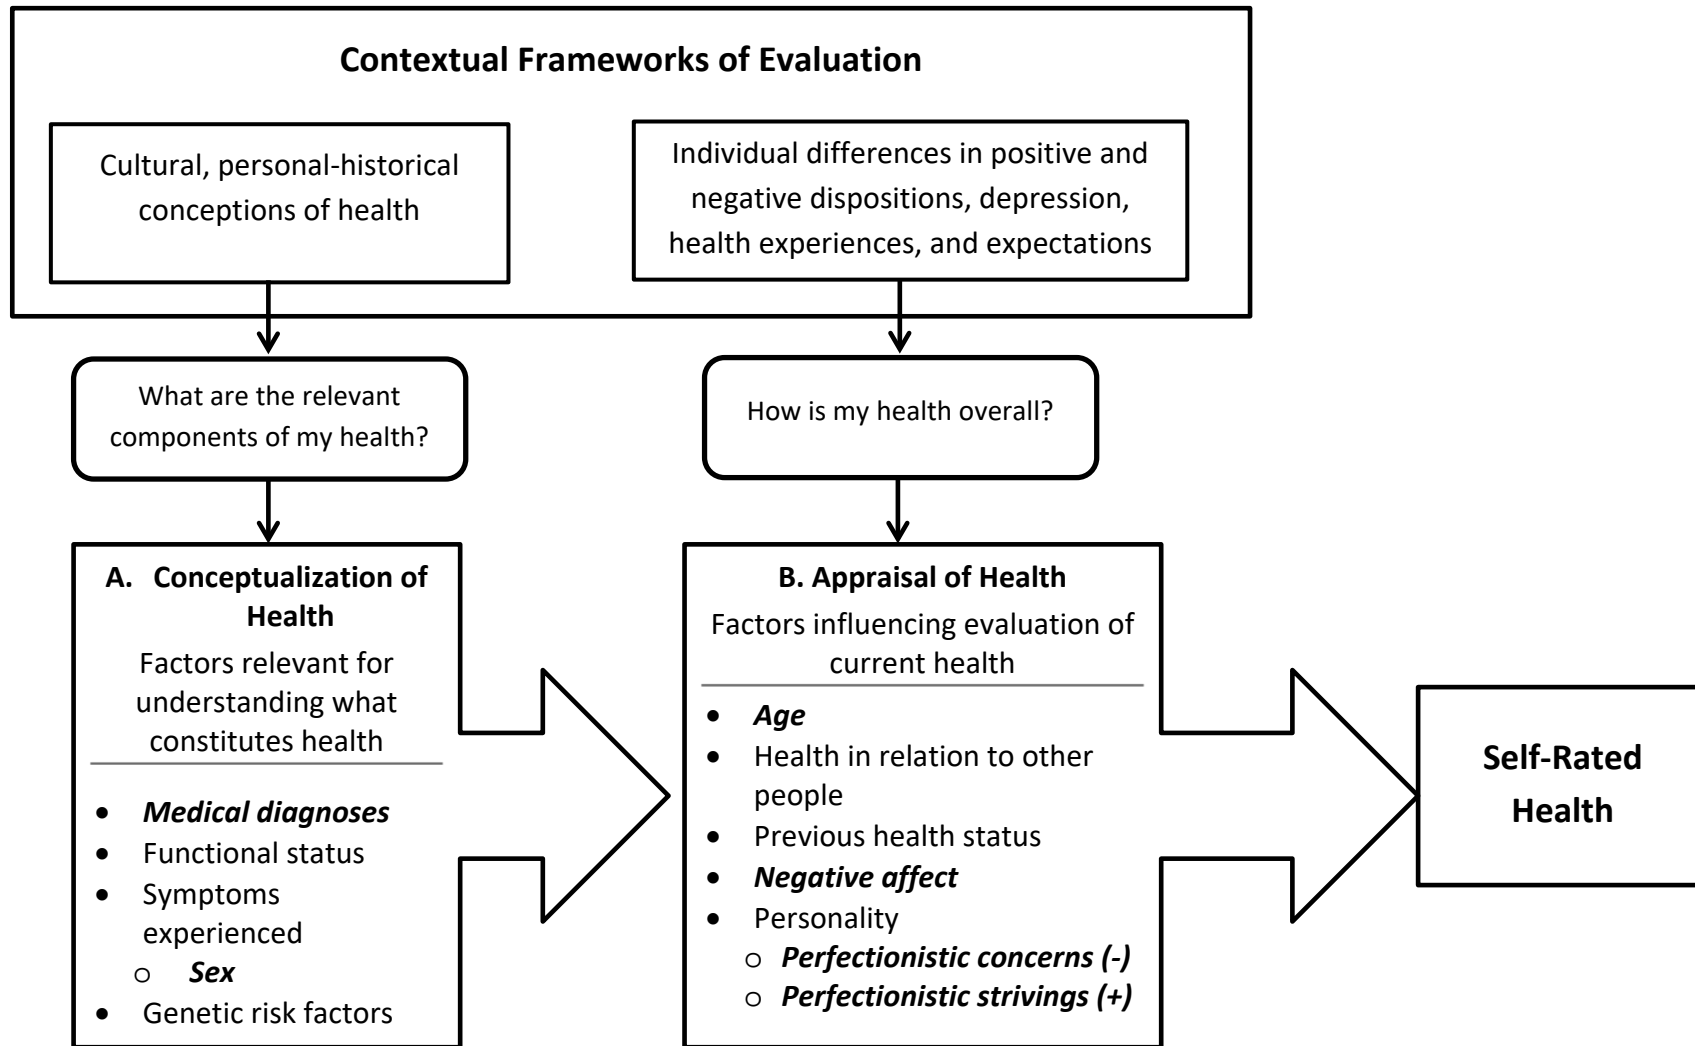 Contextual Frameworks of Evaluation
Cultural, personal-historical
conceptions of health
Individual differences in positive and
negative dispositions, depression,
health experiences, and expectations
What are the relevant
components of my health?
How is my health overall?
A. Conceptualization of
Health
Factors relevant for
understanding what
constitutes health
• Medical diagnoses
• Functional status
• Symptoms
experienced
o Sex
• Genetic risk factors
B. Appraisal of Health
Factors influencing evaluation of
current health
• Age
• Health in relation to other
people
• Previous health status
• Negative affect
• Personality
o Perfectionistic concerns (-)
o Perfectionistic strivings (+)
Self-Rated
Health